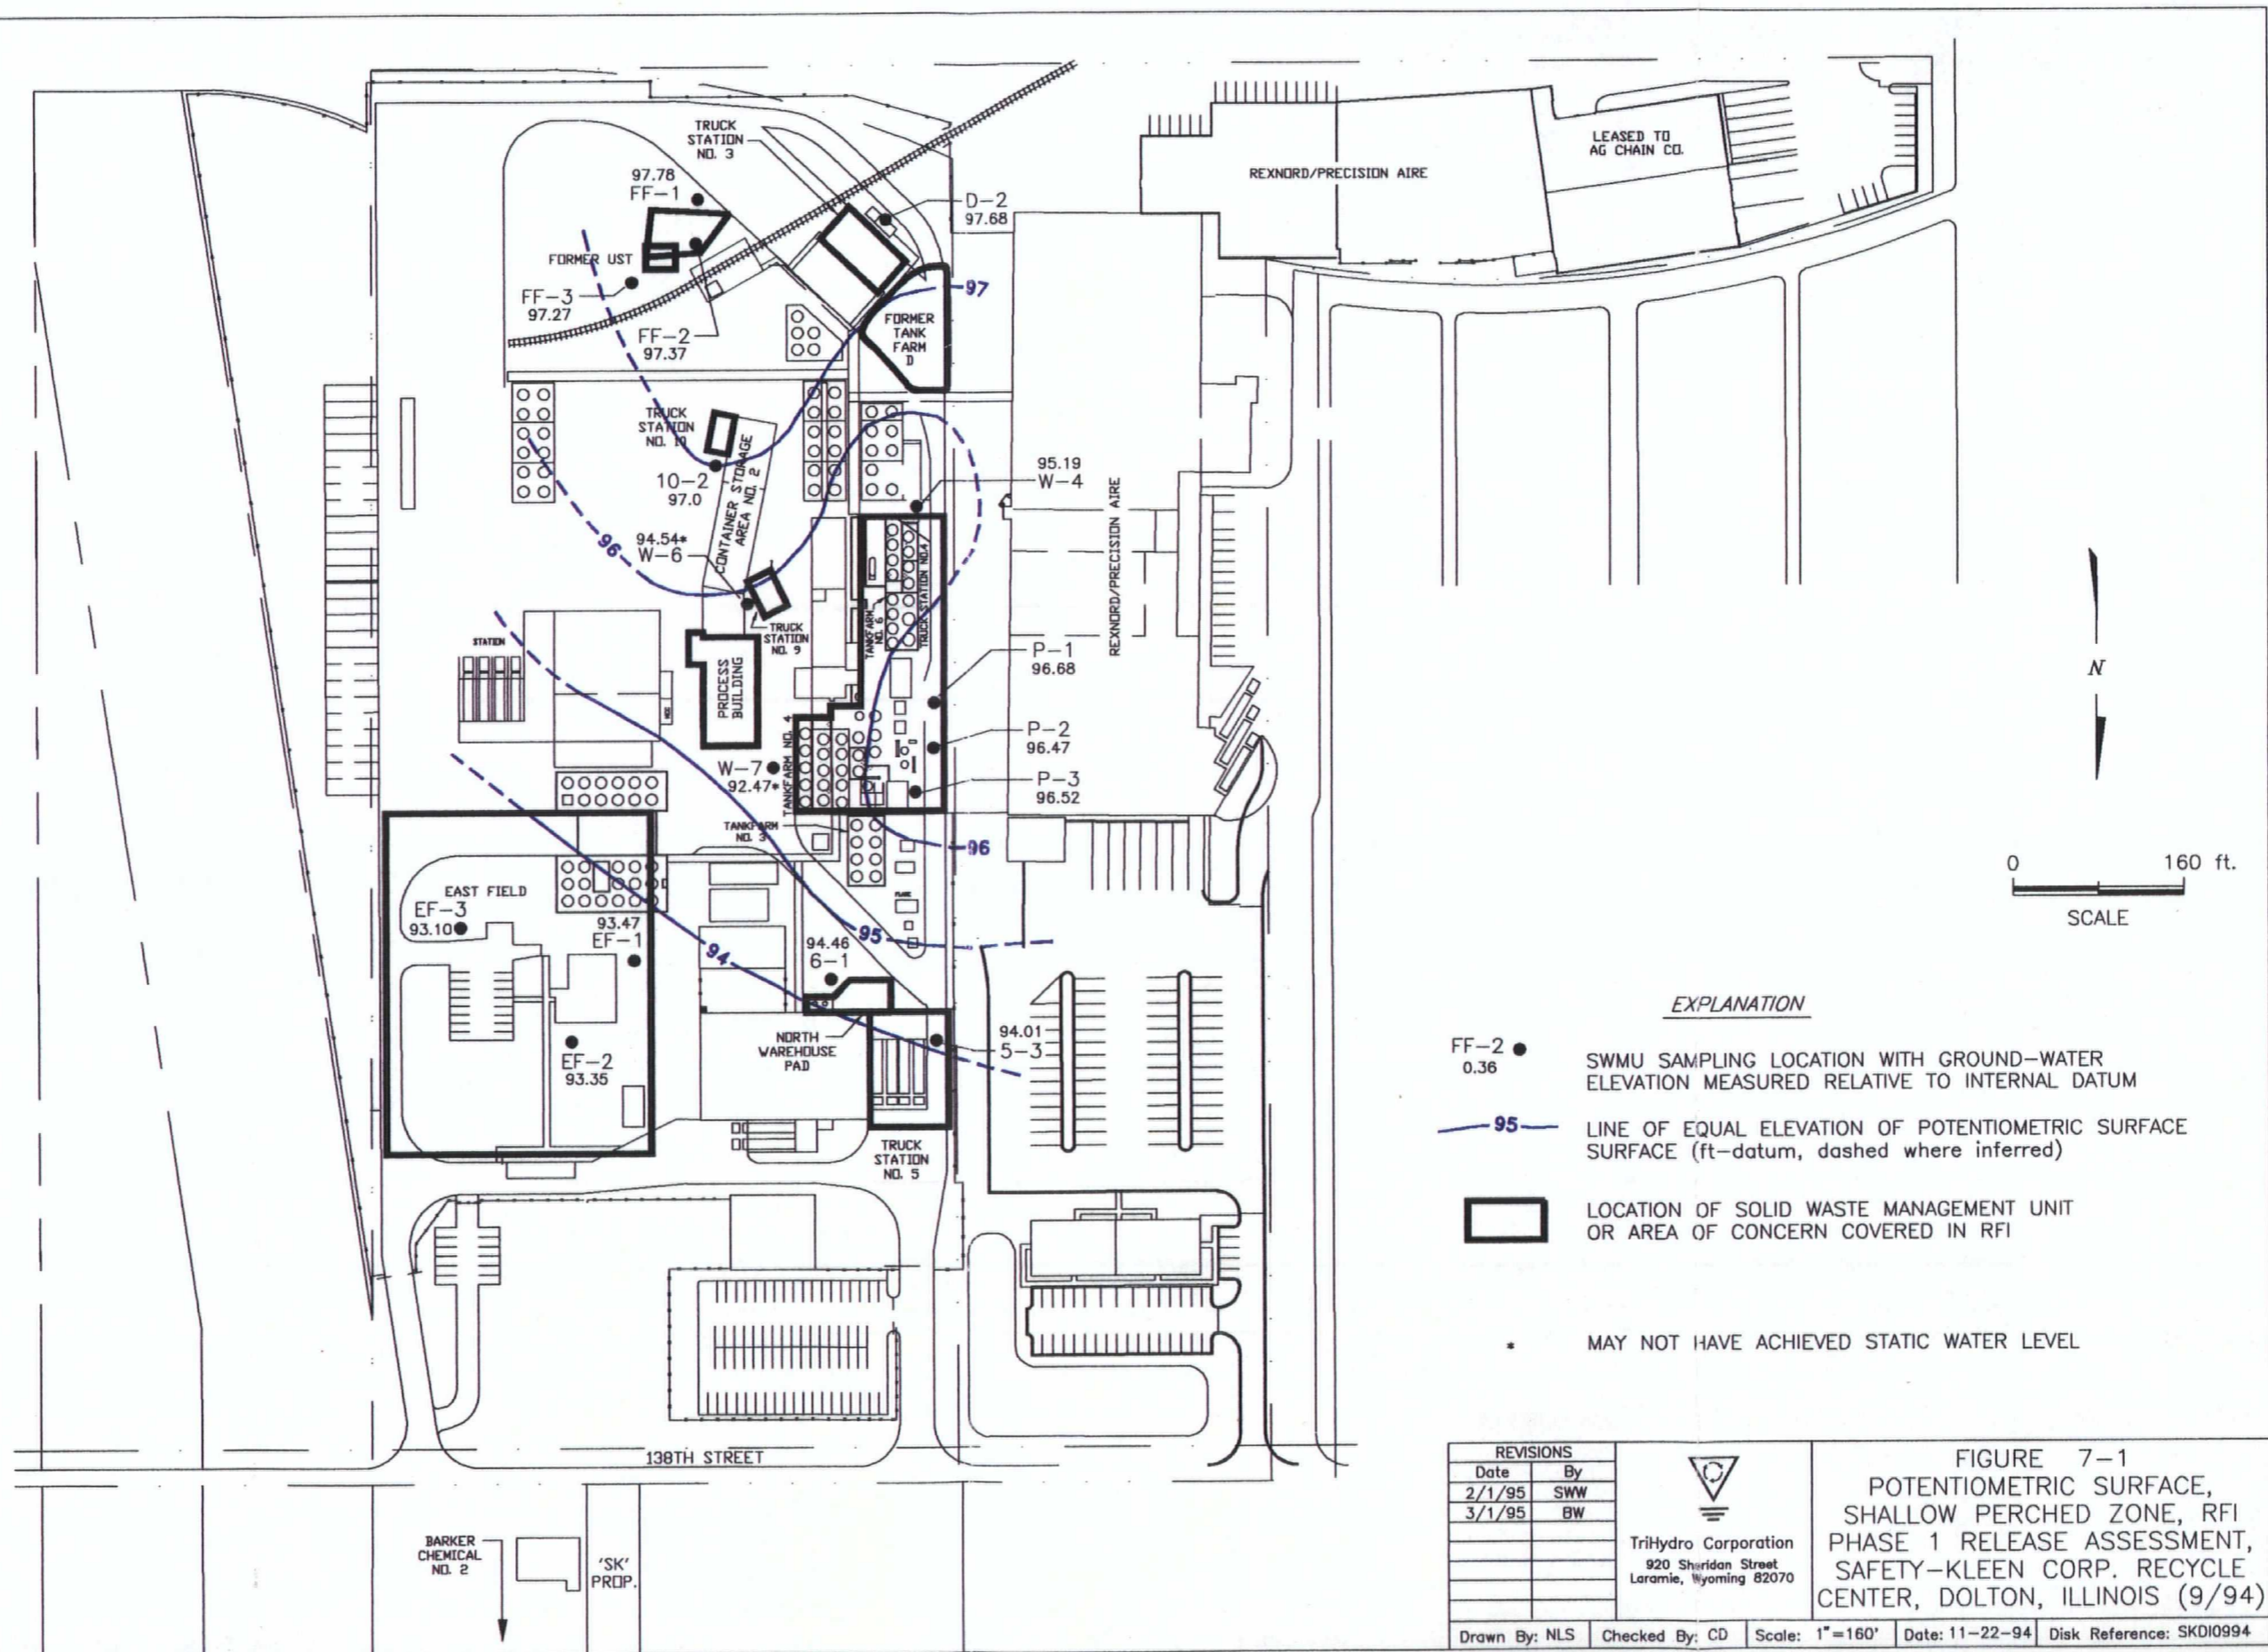 TRUCK
STATION
NO. 3
97.78
FF-1
D-2
97.68
FORMER UST
FF-3
97.27
FF-2
97.37
97
FORMER
TANK
FARM
D
REXNORD/PRECISION AIRE
LEASED TO
AG CHAIN CO.
TRUCK
STATION
NO. 10
10-2
97.0
CONTAINER STORAGE
AREA NO. 2
95.19
W-4
96
94.54*
W-6
TRUCK
STATION
NO. 9
TANKFARM
NO. 6
TRUCK STATION NO.4
REXNORD/PRECISION AIRE
STATION
PROCESS
BUILDING
P-1
96.68
P-2
96.47
P-3
96.52
W-7
92.47*
TANKFARM NO. 4
TANKFARM
NO. 3
96
EAST FIELD
EF-3
93.10
93.47
EF-1
EF-2
93.35
94
95
94.46
6-1
NORTH
WAREHOUSE
PAD
94.01
5-3
TRUCK
STATION
NO. 5
138TH STREET
BARKER
CHEMICAL
NO. 2
'SK'
PROP.
N
0 160 ft.
SCALE
EXPLANATION
FF-2
0.36
SWMU SAMPLING LOCATION WITH GROUND-WATER
ELEVATION MEASURED RELATIVE TO INTERNAL DATUM
95
LINE OF EQUAL ELEVATION OF POTENTIOMETRIC SURFACE
SURFACE (ft-datum, dashed where inferred)
LOCATION OF SOLID WASTE MANAGEMENT UNIT
OR AREA OF CONCERN COVERED IN RFI
* MAY NOT HAVE ACHIEVED STATIC WATER LEVEL
REVISIONS
Date By
2/1/95 SWW
3/1/95 BW
TriHydro Corporation
920 Sheridan Street
Laramie, Wyoming 82070
FIGURE 7-1
POTENTIOMETRIC SURFACE,
SHALLOW PERCHED ZONE, RFI
PHASE 1 RELEASE ASSESSMENT,
SAFETY-KLEEN CORP. RECYCLE
CENTER, DOLTON, ILLINOIS (9/94)
Drawn By: NLS Checked By: CD Scale: 1"=160' Date: 11-22-94 Disk Reference: SKDI0994